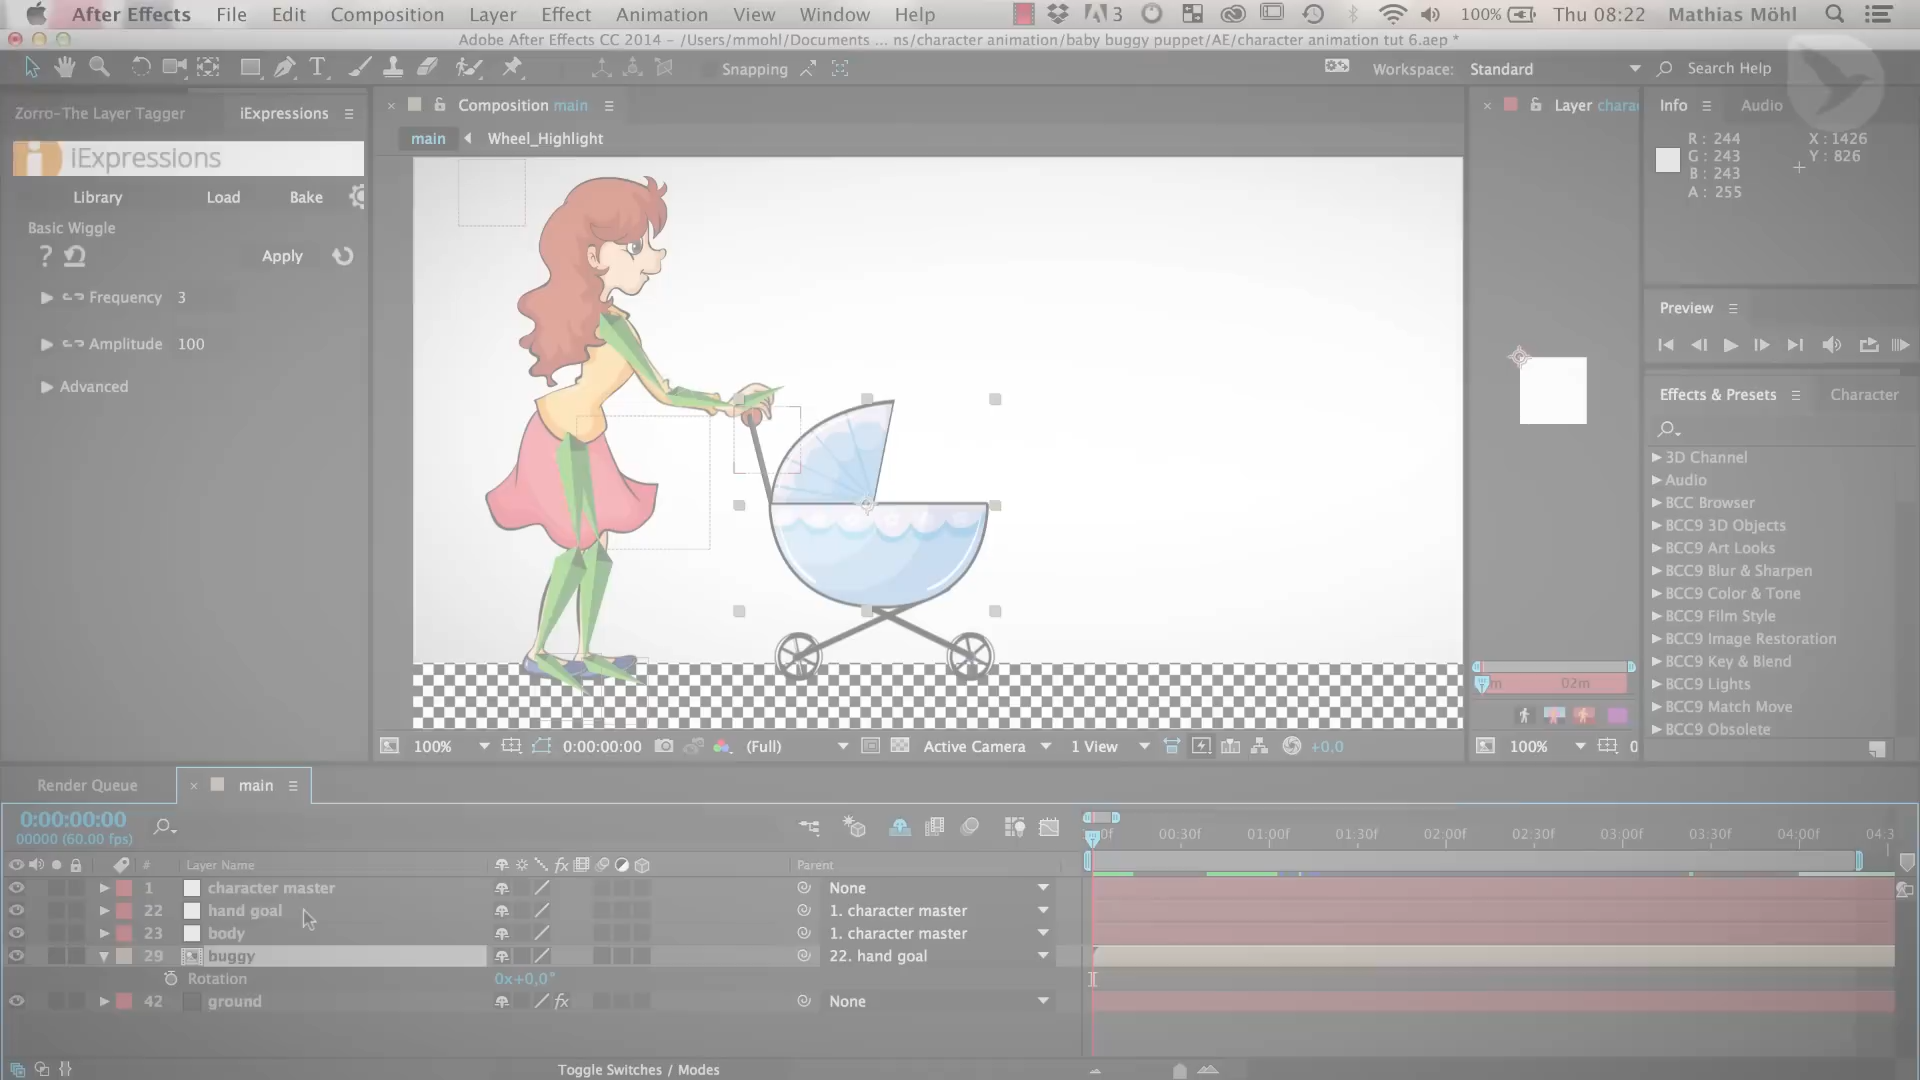 After Effects File Edit Composition Layer Effect Animation View Window Help 3 100% Thu 08:22 Mathias Möhl
Adobe After Effects CC 2014 – /Users/mmohl/Documents ... ns/character animation/baby buggy puppet/AE/character animation tut 6.aep *
T Snapping Workspace: Standard Search Help
Zorro-The Layer Tagger iExpressions
Composition main
Layer chara
Info Audio
main Wheel_Highlight
R: 244 X: 1426
G: 243 Y: 826
B: 243
A: 255
iExpressions
Library Load Bake
Basic Wiggle
? Apply
Frequency 3
Amplitude 100
Advanced
Preview
Effects & Presets Character
3D Channel
Audio
BCC Browser
BCC9 3D Objects
BCC9 Art Looks
BCC9 Blur & Sharpen
BCC9 Color & Tone
BCC9 Film Style
BCC9 Image Restoration
BCC9 Key & Blend
BCC9 Lights
BCC9 Match Move
BCC9 Obsolete
02m
100% 0:00:00:00 (Full) Active Camera 1 View +0,0
100% 0
Render Queue main
0:00:00:00
00000 (60.00 fps)
0f 00:30f 01:00f 01:30f 02:00f 02:30f 03:00f 03:30f 04:00f 04:3
# Layer Name fx Parent
1 character master None
22 hand goal 1. character master
23 body 1. character master
29 buggy 22. hand goal
Rotation 0x+0,0°
42 ground fx None
Toggle Switches / Modes